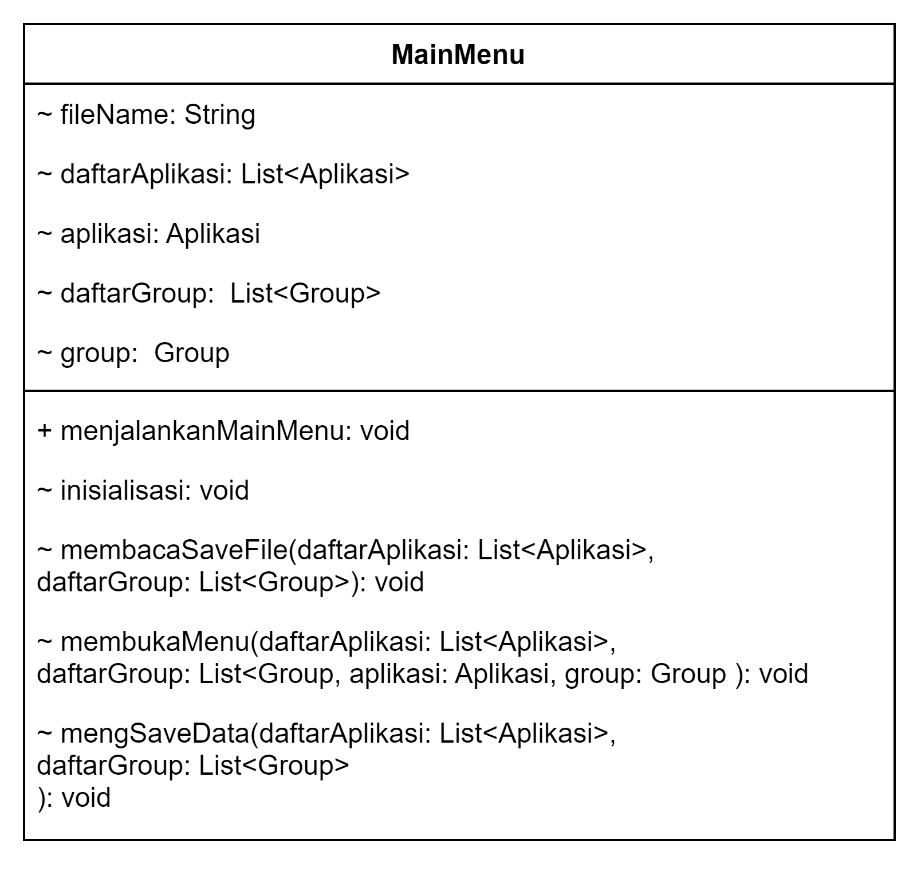 MainMenu
~ fileName: String
~ daftarAplikasi: List<Aplikasi>
~ aplikasi: Aplikasi
~ daftarGroup:  List<Group>
~ group:  Group
+ menjalankanMainMenu: void
~ inisialisasi: void
~ membacaSaveFile(daftarAplikasi: List<Aplikasi>,
daftarGroup: List<Group>): void
~ membukaMenu(daftarAplikasi: List<Aplikasi>,
daftarGroup: List<Group, aplikasi: Aplikasi, group: Group ): void
~ mengSaveData(daftarAplikasi: List<Aplikasi>,
daftarGroup: List<Group>
): void